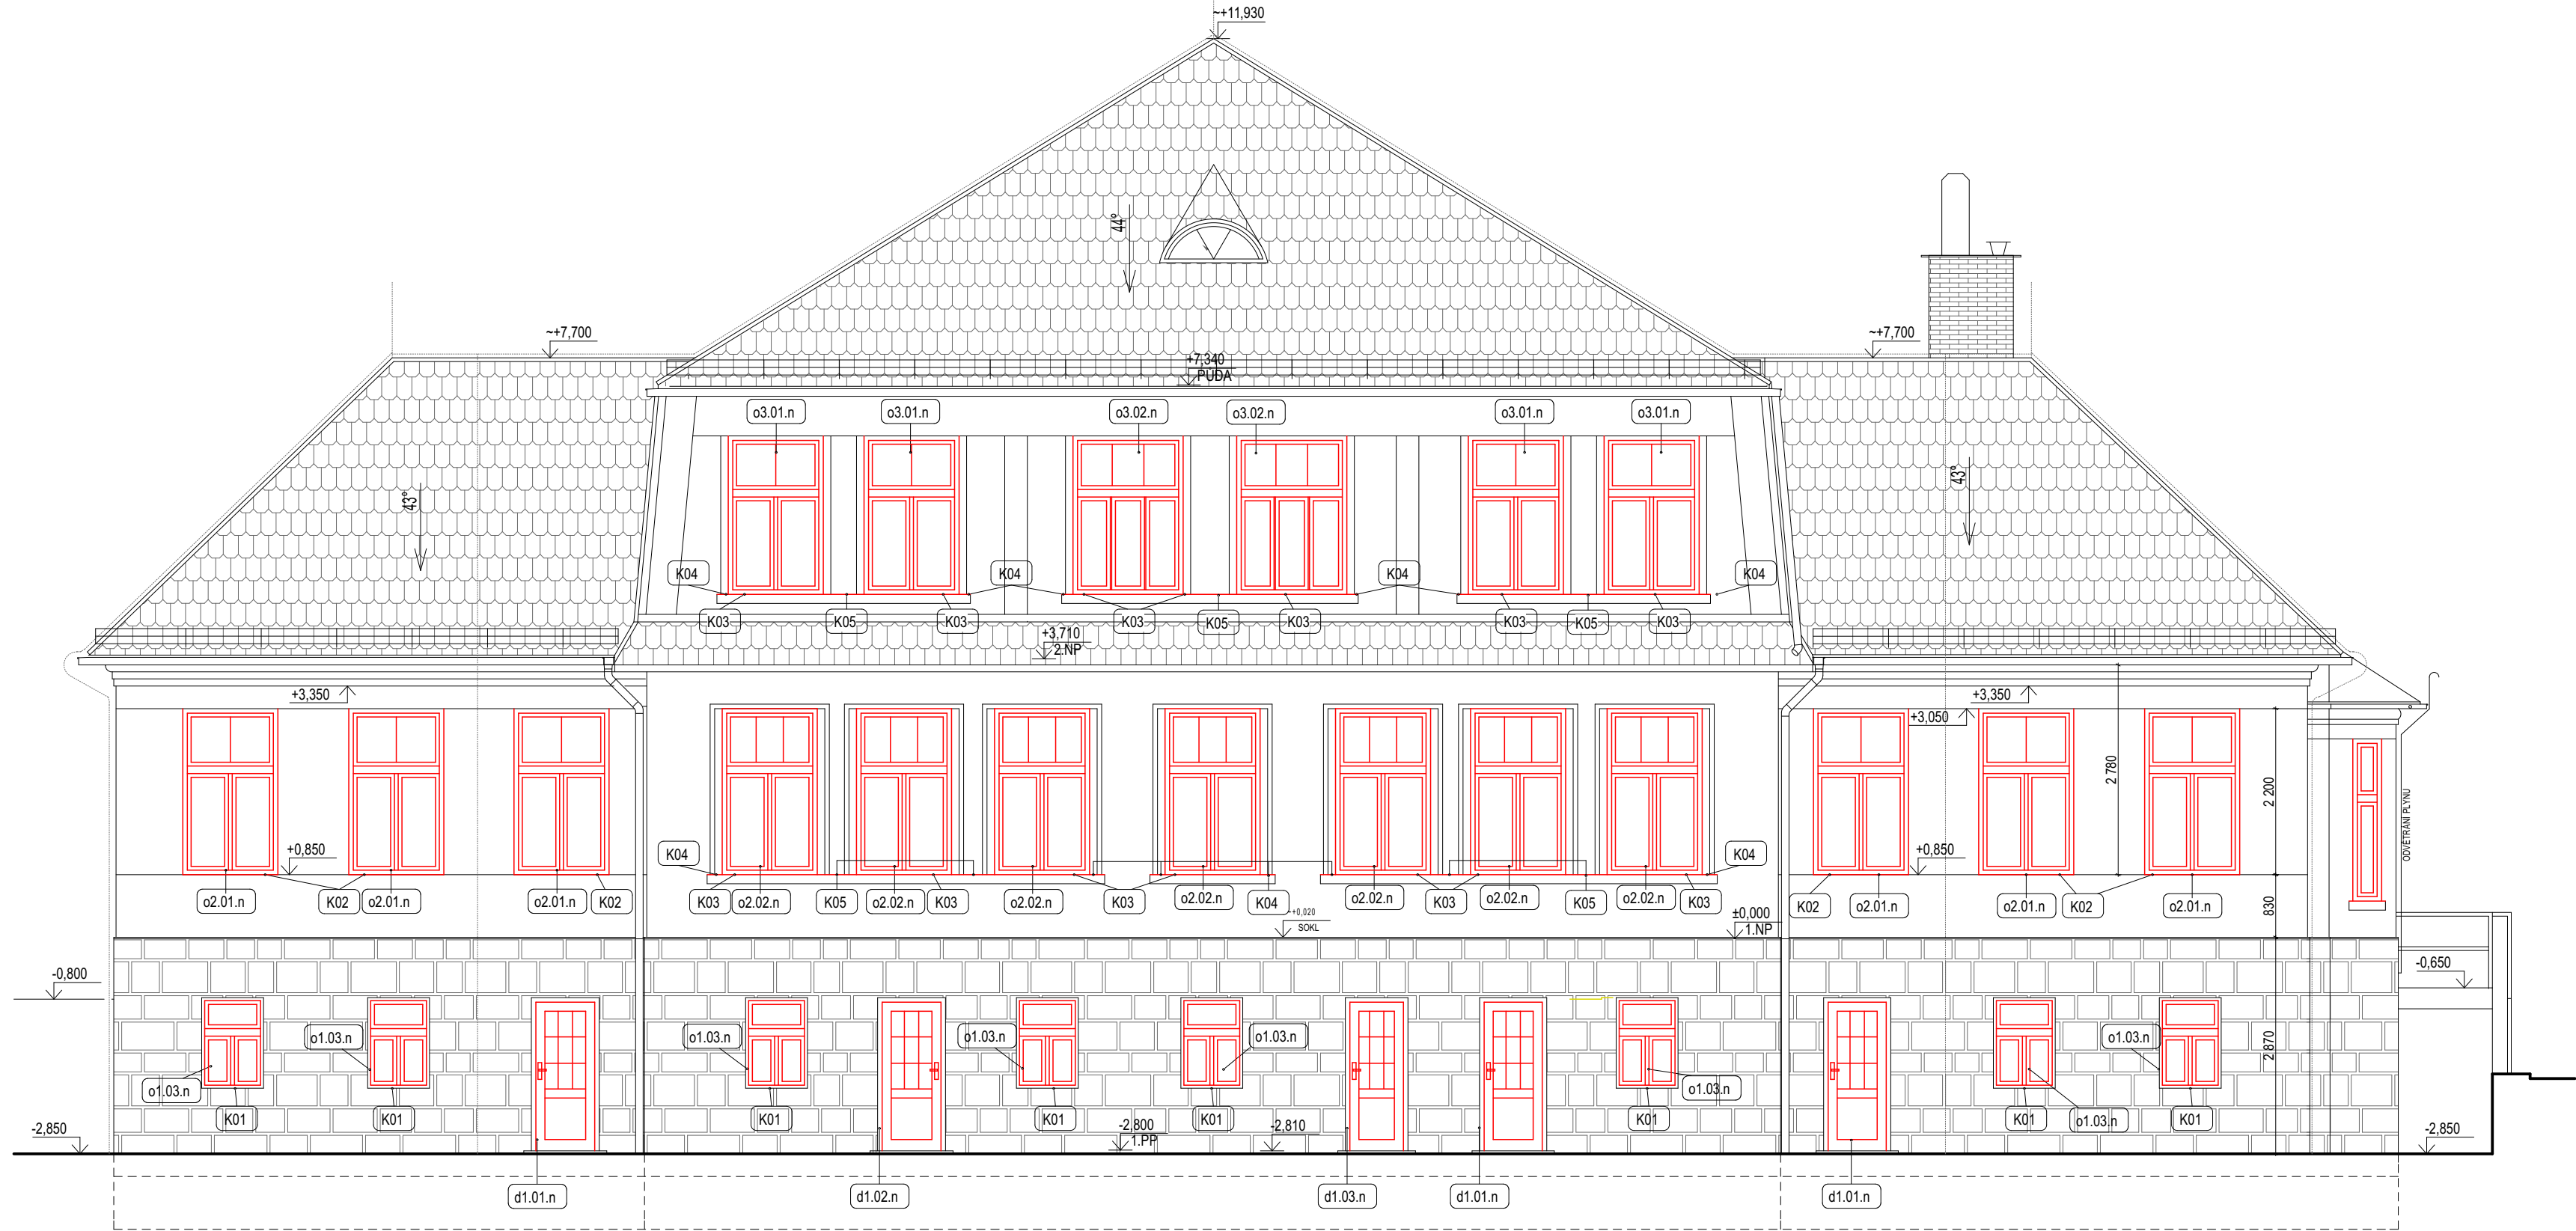 ~+11,930
44°
~+7,700
~+7,700
+7,340
PŮDA
o3.01.n
o3.01.n
o3.02.n
o3.02.n
o3.01.n
o3.01.n
43°
43°
K04
K04
K04
K04
K03
K05
K03
K03
K05
K03
K03
K05
K03
+3,710
2.NP
+3,350
+3,350
+3,050
2 780
2 200
ODVĚTRÁNÍ PLYNU
+0,850
K04
K04
+0,850
o2.01.n
K02
o2.01.n
o2.01.n
K02
K03
o2.02.n
K05
o2.02.n
K03
o2.02.n
K03
o2.02.n
K04
o2.02.n
K03
o2.02.n
K05
o2.02.n
K03
K02
o2.01.n
o2.01.n
K02
o2.01.n
830
+0,020
SOKL
±0,000
1.NP
-0,800
-0,650
o1.03.n
o1.03.n
o1.03.n
o1.03.n
o1.03.n
2 870
o1.03.n
o1.03.n
o1.03.n
K01
K01
K01
K01
K01
K01
K01
o1.03.n
K01
-2,850
-2,800
1.PP
-2,810
-2,850
d1.01.n
d1.02.n
d1.03.n
d1.01.n
d1.01.n